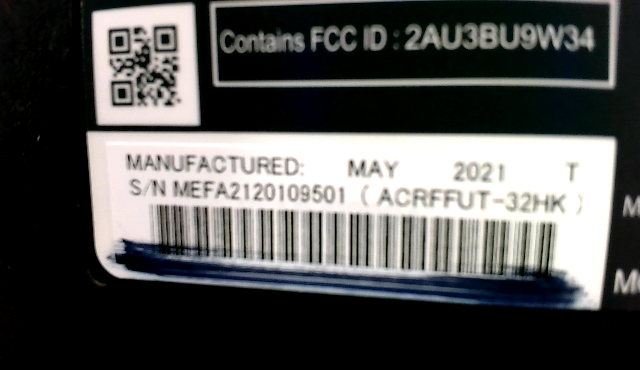 Contains FCC ID : 2AU3BU9W34
MANUFACTURED: MAY 2021 T
S/N MEFA2120109501 ( ACRFFUT-32HK )